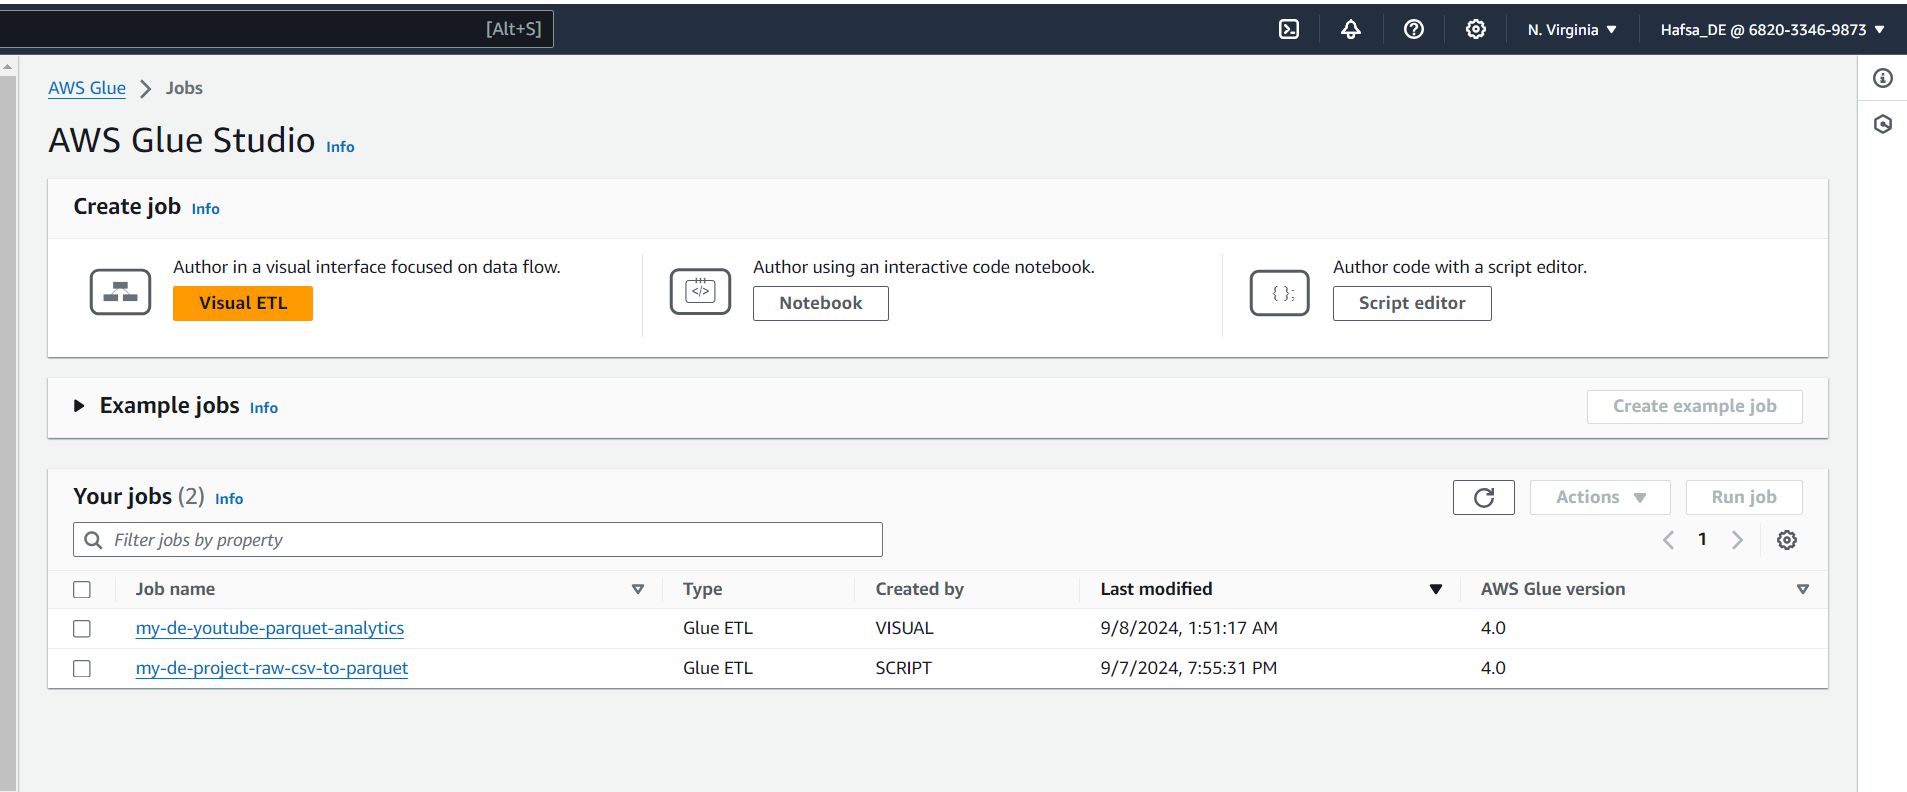 [Alt+S] N. Virginia Hafsa_DE @ 6820-3346-9873
AWS Glue Jobs
AWS Glue Studio Info
Create job Info
Author in a visual interface focused on data flow.
Visual ETL
</>
Author using an interactive code notebook.
Notebook
{ };
Author code with a script editor.
Script editor
Example jobs Info Create example job
Your jobs (2) Info Actions Run job
Filter jobs by property 1
Job name Type Created by Last modified AWS Glue version
my-de-youtube-parquet-analytics Glue ETL VISUAL 9/8/2024, 1:51:17 AM 4.0
my-de-project-raw-csv-to-parquet Glue ETL SCRIPT 9/7/2024, 7:55:31 PM 4.0